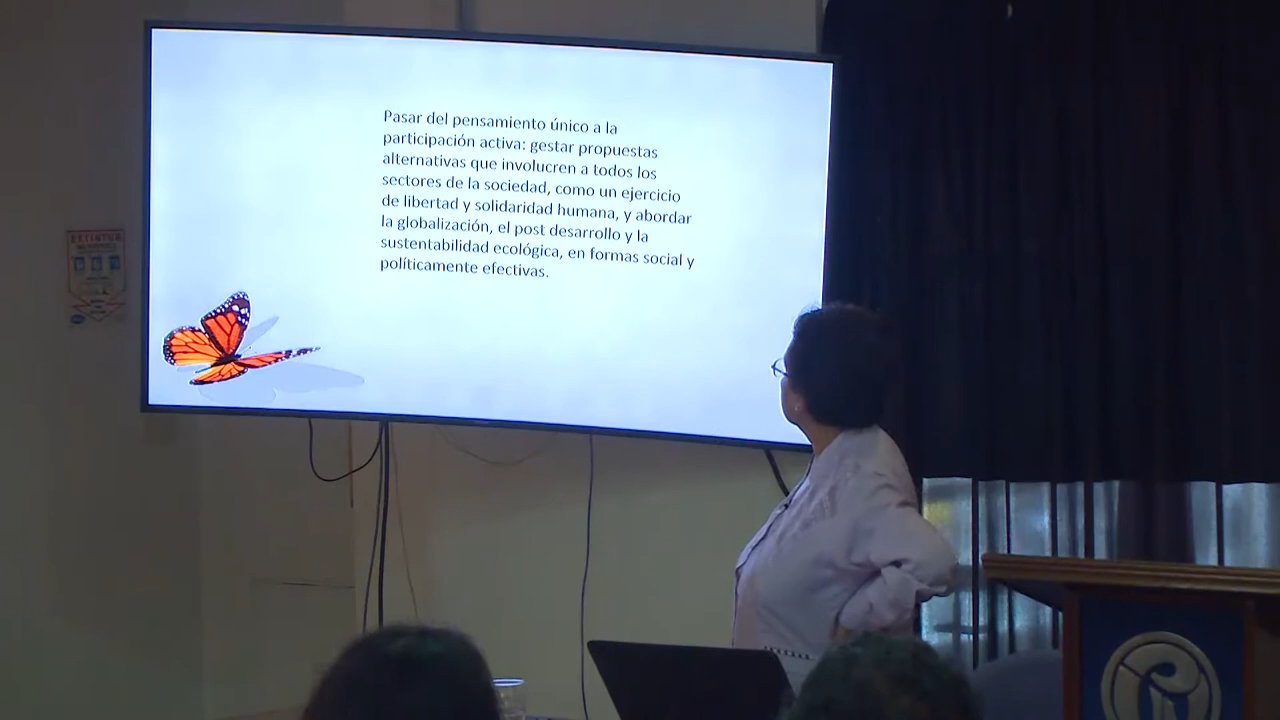 Pasar del pensamiento único a la
participación activa: gestar propuestas
alternativas que involucren a todos los
sectores de la sociedad, como un ejercicio
de libertad y solidaridad humana, y abordar
la globalización, el post desarrollo y la
sustentabilidad ecológica, en formas social y
políticamente efectivas.
EXTINTOR